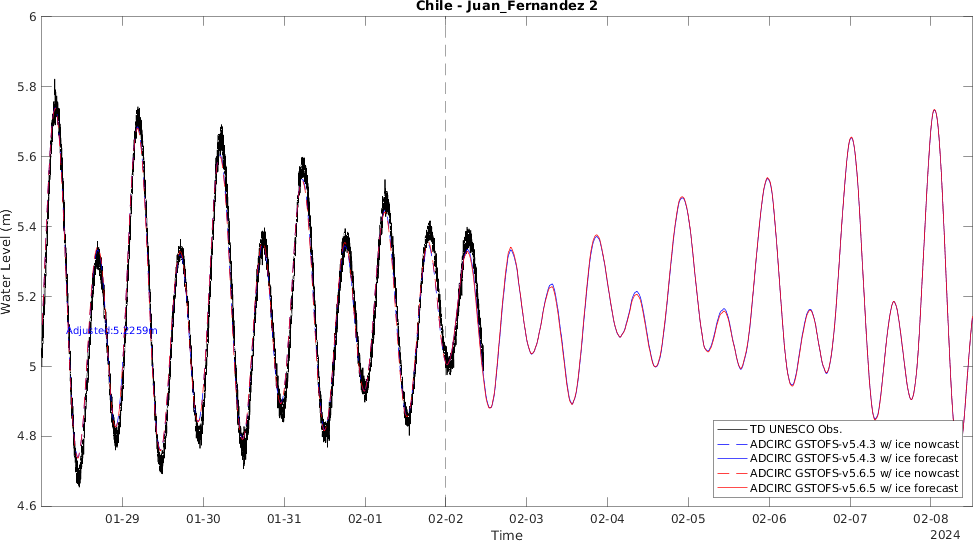 Chile - Juan_Fernandez 2
6
5.8
5.6
5.4
5.2
5
4.8
4.6
Water Level (m)
Adjusted:5.2259m
TD UNESCO Obs.
ADCIRC GSTOFS-v5.4.3 w/ ice nowcast
ADCIRC GSTOFS-v5.4.3 w/ ice forecast
ADCIRC GSTOFS-v5.6.5 w/ ice nowcast
ADCIRC GSTOFS-v5.6.5 w/ ice forecast
01-29 01-30 01-31 02-01 02-02 02-03 02-04 02-05 02-06 02-07 02-08
Time
2024